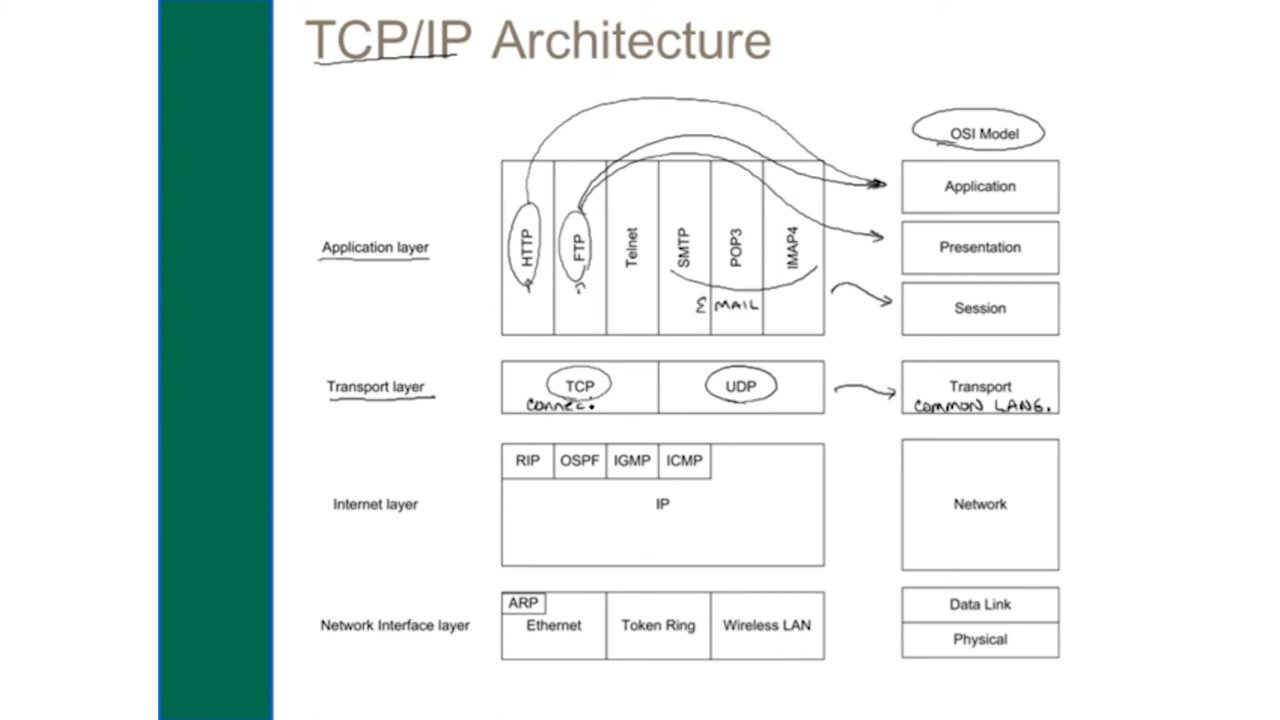 TCP/IP Architecture
OSI Model
Application
HTTP
FTP
Telnet
SMTP
POP3
IMAP4
Application layer
Presentation
EMAIL
Session
Transport layer
TCP
UDP
Transport
CONNEC.
COMMON LANG.
RIP
OSPF
IGMP
ICMP
Internet layer
IP
Network
ARP
Data Link
Network Interface layer
Ethernet
Token Ring
Wireless LAN
Physical